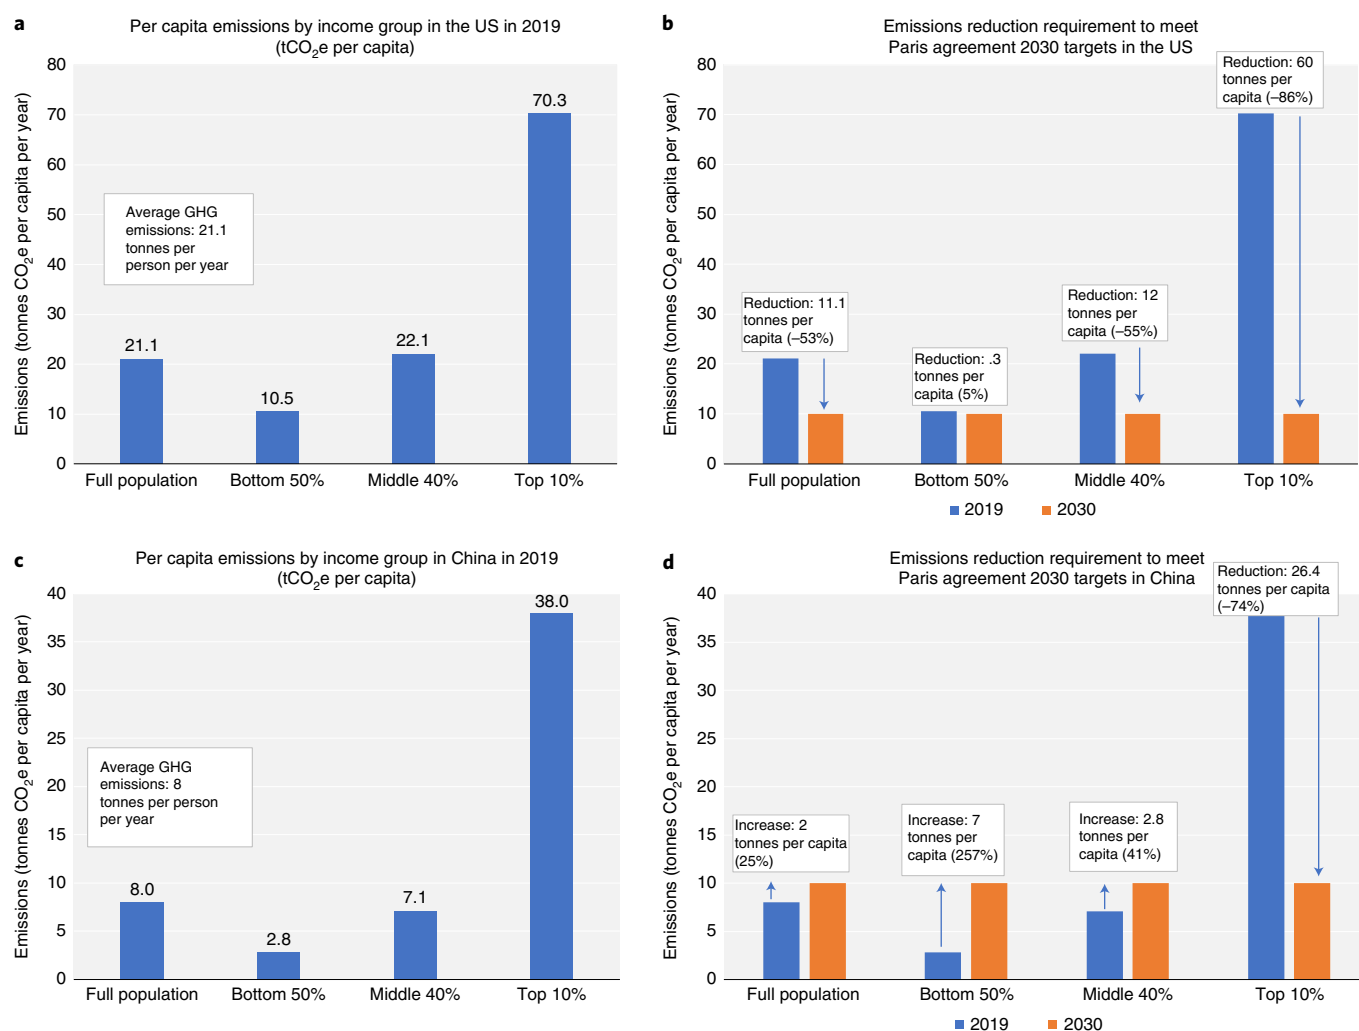 a
Per capita emissions by income group in the US in 2019
(tCO2e per capita)
Emissions (tonnes CO2e per capita per year)
80
70
60
50
40
30
20
10
0
Average GHG
emissions: 21.1
tonnes per
person per year
21.1
10.5
22.1
70.3
Full population
Bottom 50%
Middle 40%
Top 10%
b
Emissions reduction requirement to meet
Paris agreement 2030 targets in the US
Emissions (tonnes CO2e per capita per year)
80
70
60
50
40
30
20
10
0
Reduction: 11.1
tonnes per
capita (–53%)
Reduction: .3
tonnes per
capita (5%)
Reduction: 12
tonnes per
capita (–55%)
Reduction: 60
tonnes per
capita (–86%)
Full population
Bottom 50%
Middle 40%
Top 10%
2019
2030
c
Per capita emissions by income group in China in 2019
(tCO2e per capita)
Emissions (tonnes CO2e per capita per year)
40
35
30
25
20
15
10
5
0
Average GHG
emissions: 8
tonnes per person
per year
8.0
2.8
7.1
38.0
Full population
Bottom 50%
Middle 40%
Top 10%
d
Emissions reduction requirement to meet
Paris agreement 2030 targets in China
Emissions (tonnes CO2e per capita per year)
40
35
30
25
20
15
10
5
0
Increase: 2
tonnes per capita
(25%)
Increase: 7
tonnes per
capita (257%)
Increase: 2.8
tonnes per
capita (41%)
Reduction: 26.4
tonnes per capita
(–74%)
Full population
Bottom 50%
Middle 40%
Top 10%
2019
2030